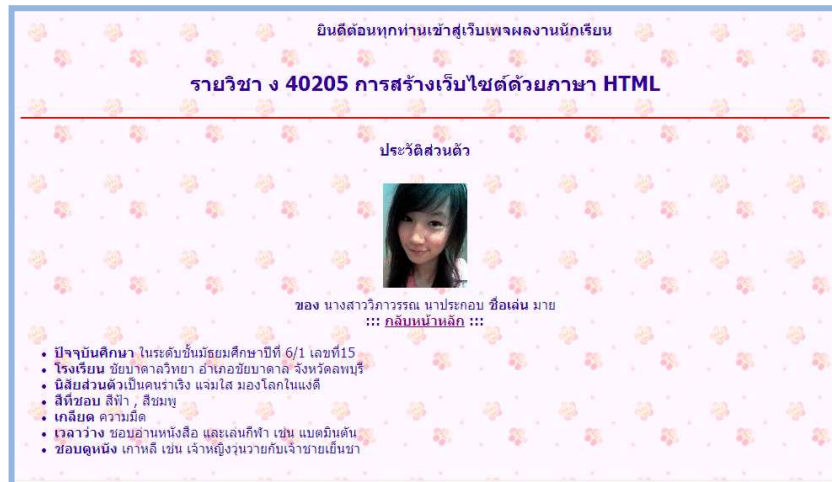 ยินดีต้อนทุกท่านเข้าสู่เว็บเพจผลงานนักเรียน
รายวิชา ง 40205 การสร้างเว็บไซต์ด้วยภาษา HTML
ประวัติส่วนตัว
ของ นางสาววิภาวรรณ นาประกอบ ชื่อเล่น มาย
::: กลับหน้าหลัก :::
• ปัจจุบันศึกษา ในระดับชั้นมัธยมศึกษาปีที่ 6/1 เลขที่15
• โรงเรียน ชัยบาดาลวิทยา อำเภอชัยบาดาล จังหวัดลพบุรี
• นิสัยส่วนตัวเป็นคนร่าเริง แจ่มใส มองโลกในแง่ดี
• สีที่ชอบ สีฟ้า , สีชมพู
• เกลียด ความมืด
• เวลาว่าง ชอบอ่านหนังสือ และเล่นกีฬา เช่น แบตมินตัน
• ชอบดูหนัง เกาหลี เช่น เจ้าหญิงวุ่นวายกับเจ้าชายเย็นชา